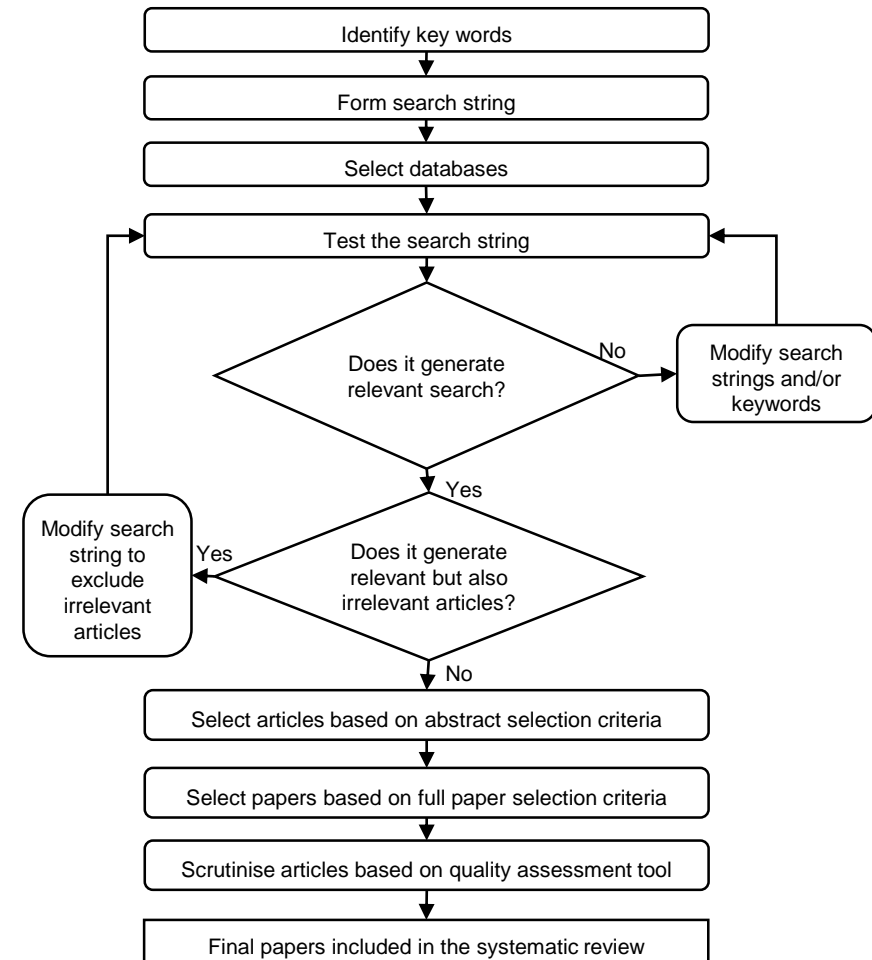 Identify key words
Form search string
Select databases
Test the search string
Does it generate
relevant search?
No
Modify search
strings and/or
keywords
Yes
Modify search
string to
exclude
irrelevant
articles
Yes
Does it generate
relevant but also
irrelevant articles?
No
Select articles based on abstract selection criteria
Select papers based on full paper selection criteria
Scrutinise articles based on quality assessment tool
Final papers included in the systematic review